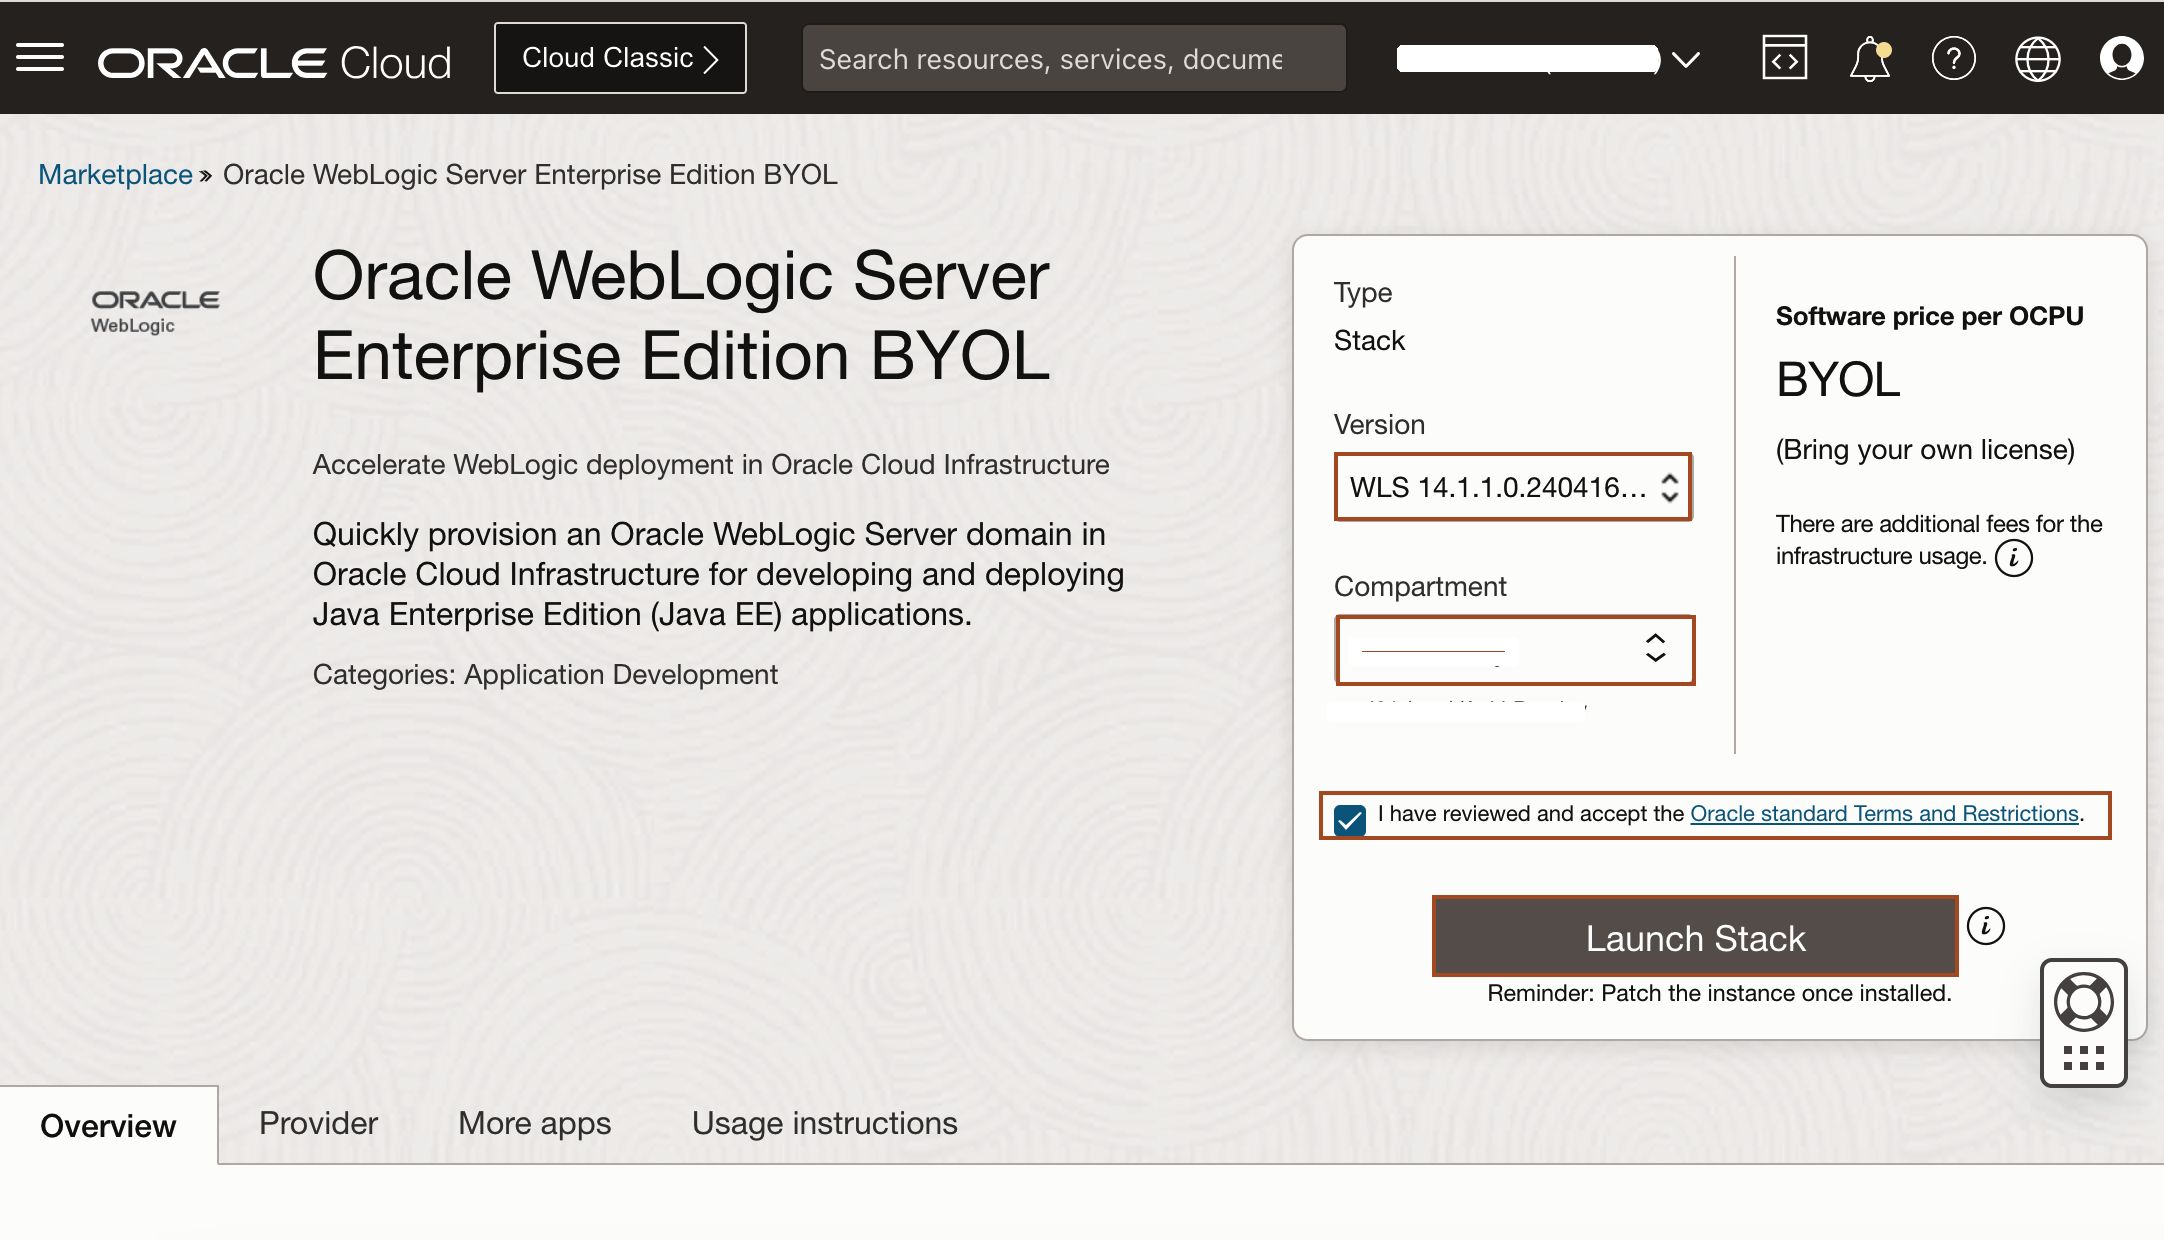 ORACLE Cloud
Cloud Classic
Search resources, services, docume
Marketplace » Oracle WebLogic Server Enterprise Edition BYOL
ORACLE
WebLogic
Oracle WebLogic Server
Enterprise Edition BYOL
Accelerate WebLogic deployment in Oracle Cloud Infrastructure
Quickly provision an Oracle WebLogic Server domain in
Oracle Cloud Infrastructure for developing and deploying
Java Enterprise Edition (Java EE) applications.
Categories: Application Development
Type
Stack
Version
WLS 14.1.1.0.240416...
Compartment
Software price per OCPU
BYOL
(Bring your own license)
There are additional fees for the
infrastructure usage.
I have reviewed and accept the Oracle standard Terms and Restrictions.
Launch Stack
Reminder: Patch the instance once installed.
Overview
Provider
More apps
Usage instructions